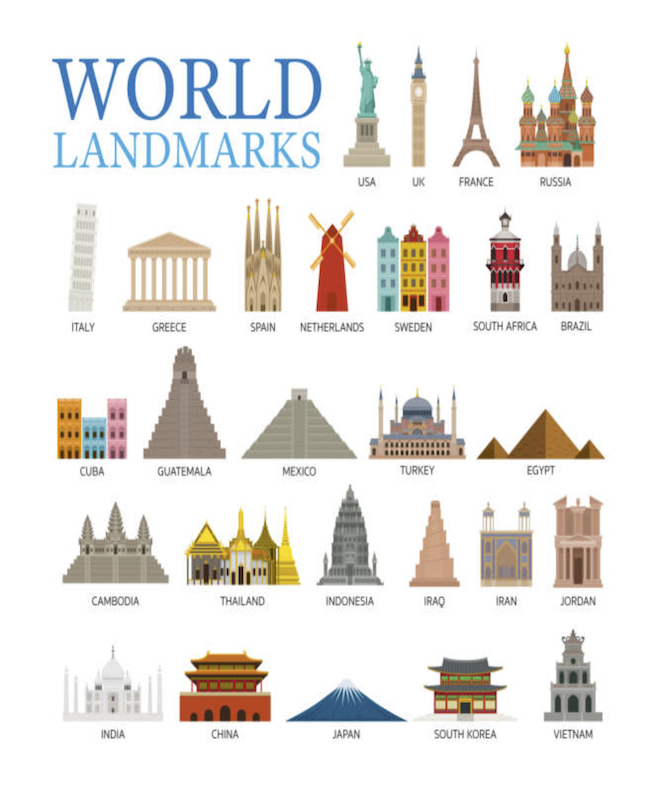 WORLD
LANDMARKS
USA UK FRANCE RUSSIA
ITALY GREECE SPAIN NETHERLANDS SWEDEN SOUTH AFRICA BRAZIL
CUBA GUATEMALA MEXICO TURKEY EGYPT
CAMBODIA THAILAND INDONESIA IRAQ IRAN JORDAN
INDIA CHINA JAPAN SOUTH KOREA VIETNAM